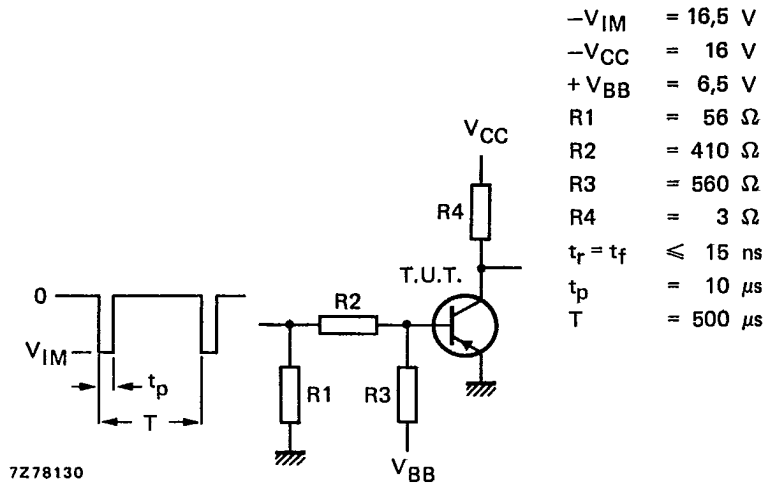 −V_IM = 16,5 V
−V_CC = 16 V
+ V_BB = 6,5 V
R1 = 56 Ω
R2 = 410 Ω
R3 = 560 Ω
R4 = 3 Ω
t_r = t_f ⩽ 15 ns
t_p = 10 μs
T = 500 μs
V_CC
R4
T.U.T.
0
R2
V_IM
t_p
R1
R3
T
V_BB
7Z78130